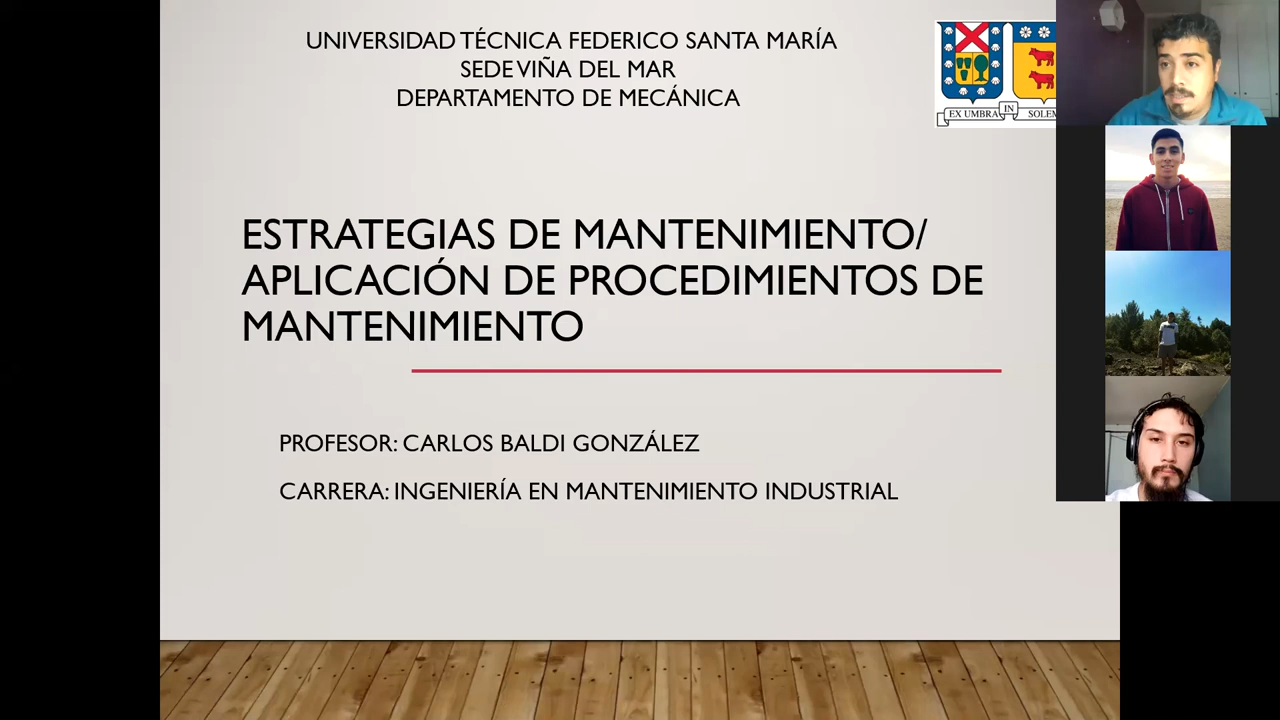 UNIVERSIDAD TÉCNICA FEDERICO SANTA MARÍA
SEDE VIÑA DEL MAR
DEPARTAMENTO DE MECÁNICA
EX UMBRA IN
ESTRATEGIAS DE MANTENIMIENTO/
APLICACIÓN DE PROCEDIMIENTOS DE
MANTENIMIENTO
PROFESOR: CARLOS BALDI GONZÁLEZ
CARRERA: INGENIERÍA EN MANTENIMIENTO INDUSTRIAL